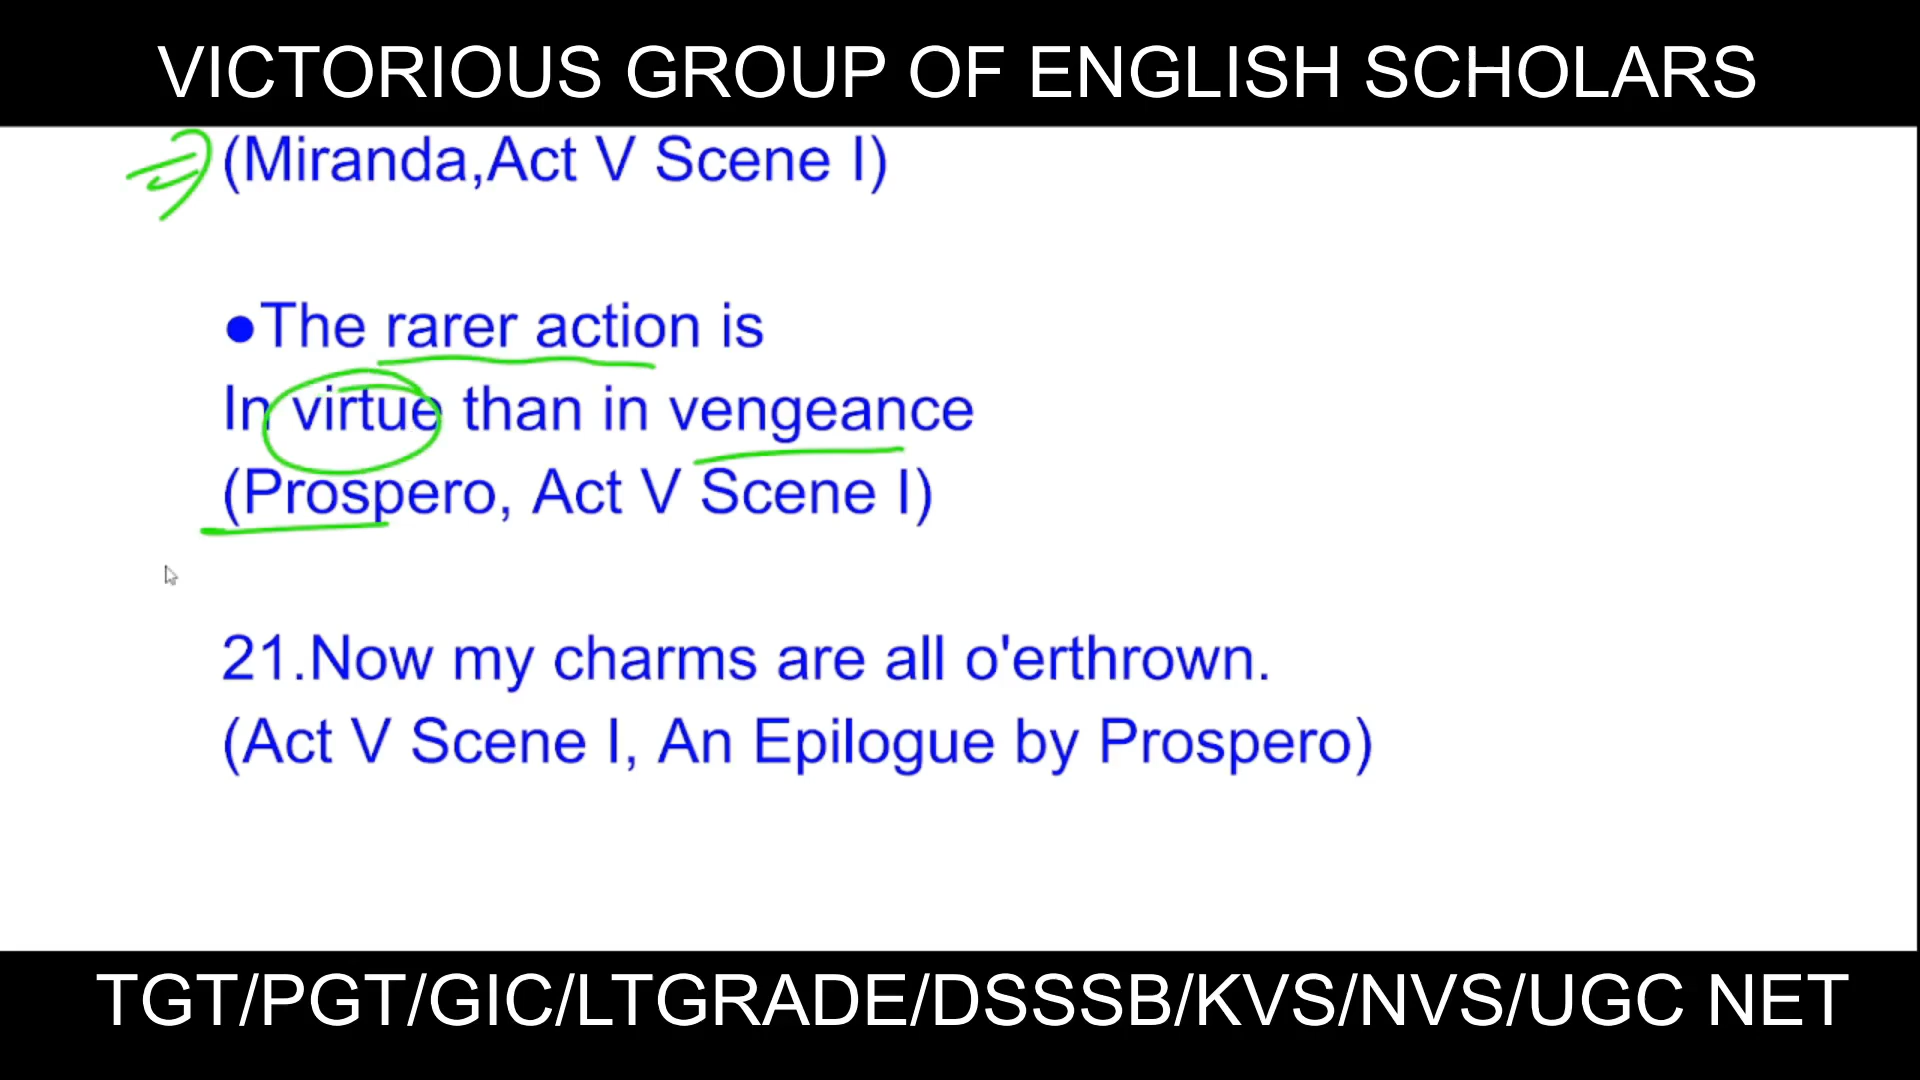 VICTORIOUS GROUP OF ENGLISH SCHOLARS
(Miranda,Act V Scene I)
●The rarer action is
In virtue than in vengeance
(Prospero, Act V Scene I)
21.Now my charms are all o'erthrown.
(Act V Scene I, An Epilogue by Prospero)
TGT/PGT/GIC/LTGRADE/DSSSB/KVS/NVS/UGC NET